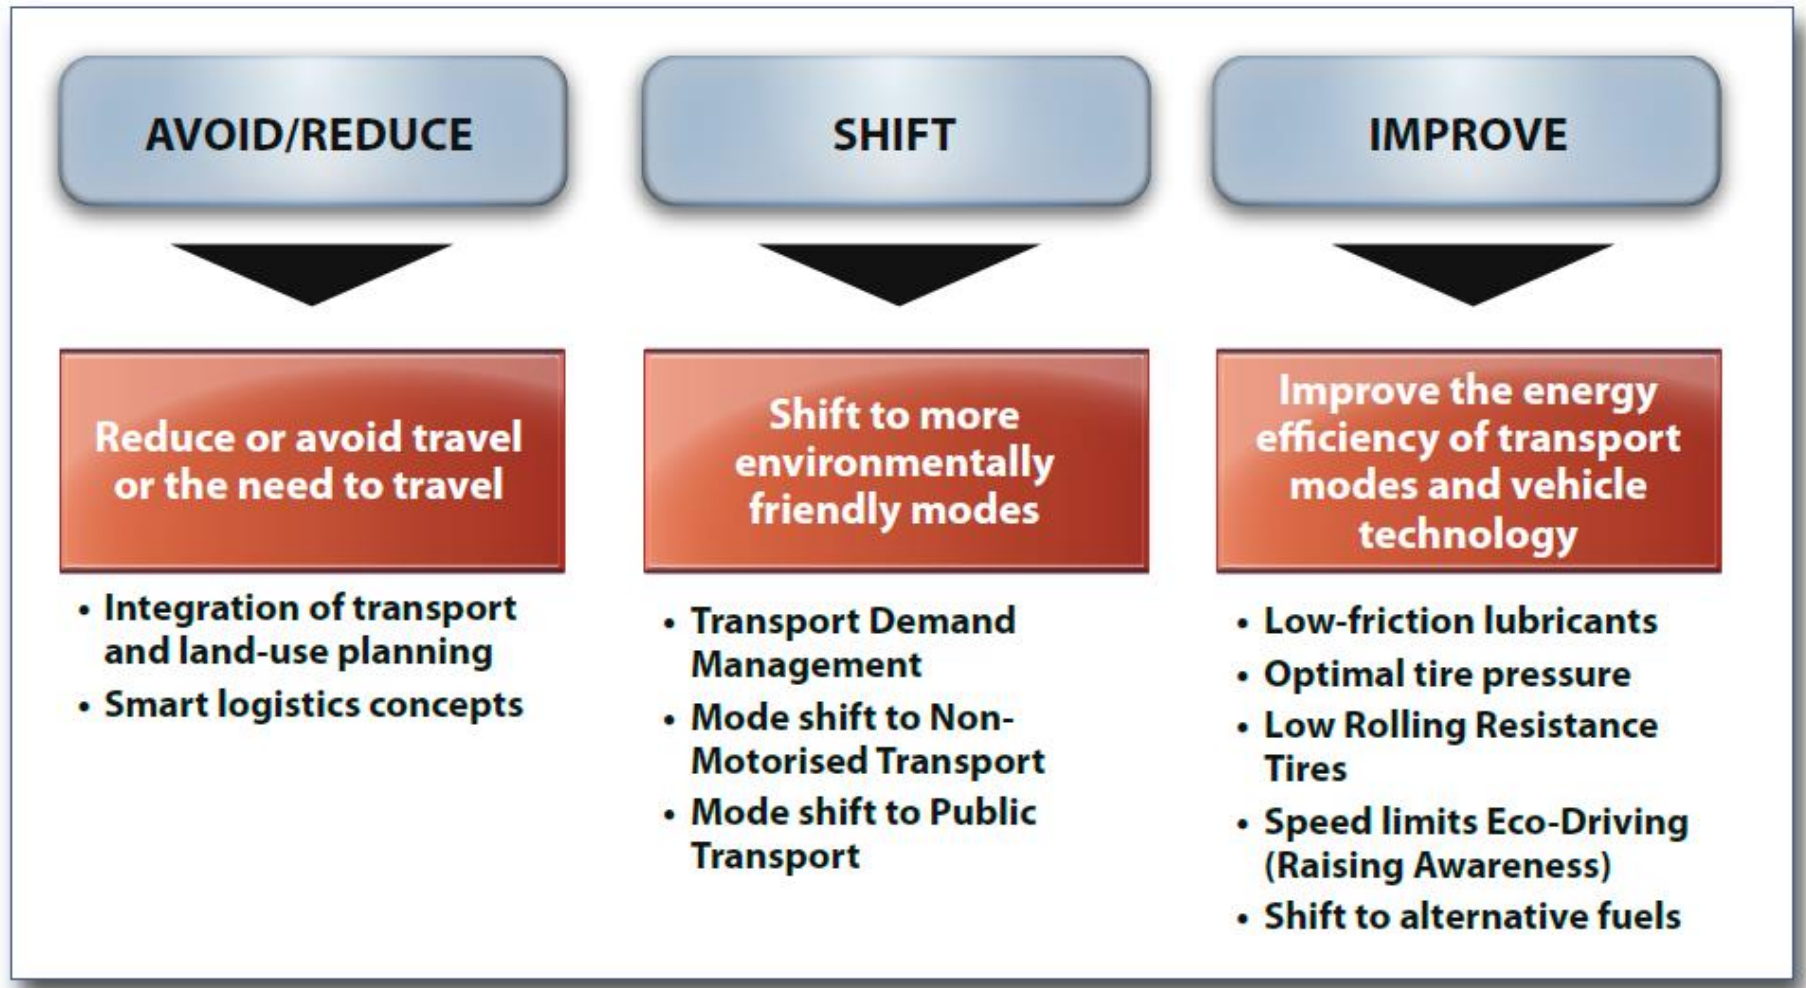 AVOID/REDUCE
Reduce or avoid travel
or the need to travel
• Integration of transport
and land-use planning
• Smart logistics concepts
SHIFT
Shift to more
environmentally
friendly modes
• Transport Demand
Management
• Mode shift to Non-
Motorised Transport
• Mode shift to Public
Transport
IMPROVE
Improve the energy
efficiency of transport
modes and vehicle
technology
• Low-friction lubricants
• Optimal tire pressure
• Low Rolling Resistance
Tires
• Speed limits Eco-Driving
(Raising Awareness)
• Shift to alternative fuels